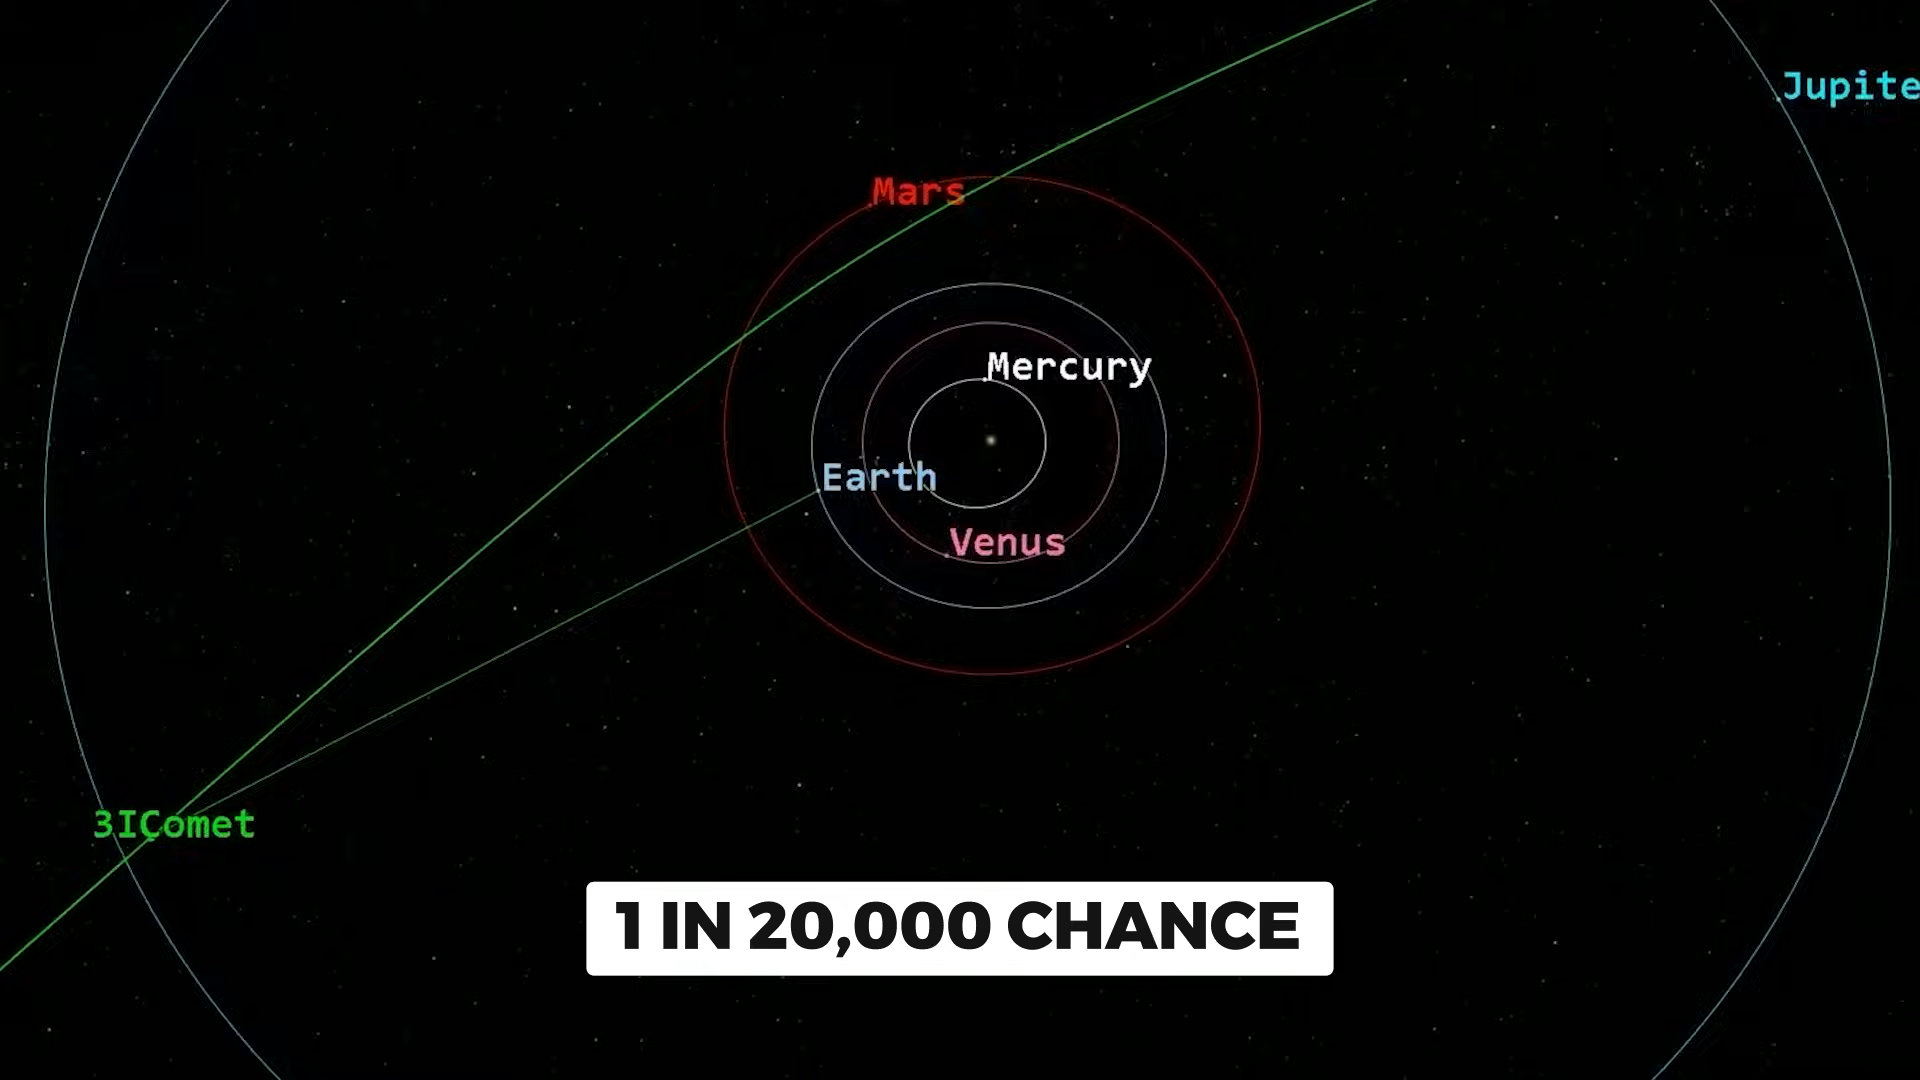 Jupite
Mars
Mercury
Earth
Venus
3IComet
1 IN 20,000 CHANCE